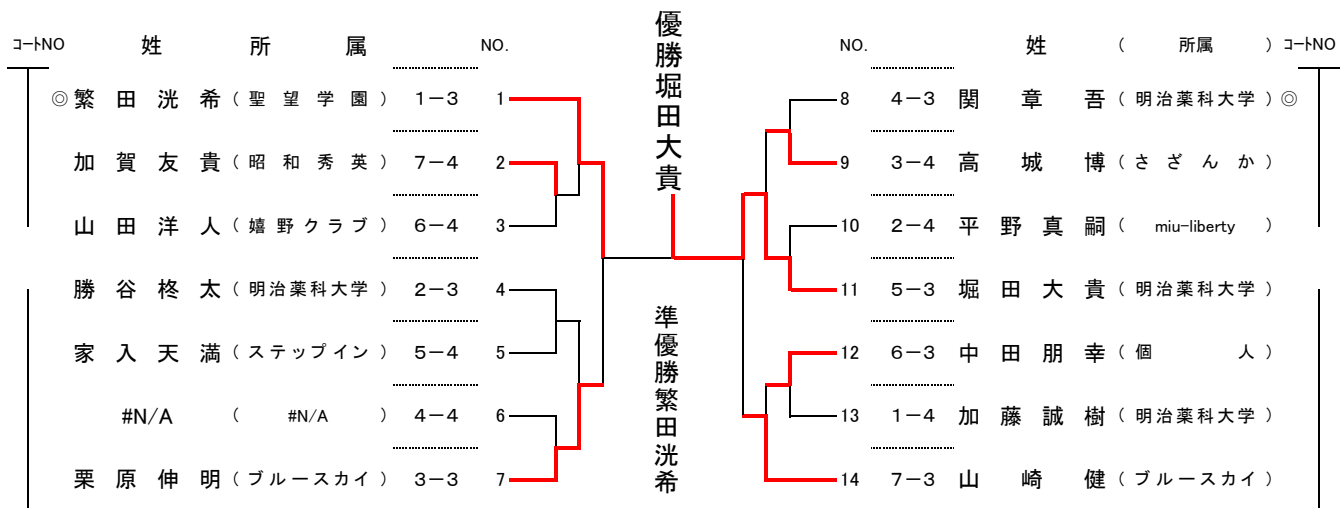 優勝堀田大貴
コートNO 姓 所 属 NO.
◎ 繁田洸希 ( 聖望学園 ) 1-3 1
加賀友貴 ( 昭和秀英 ) 7-4 2
山田洋人 ( 嬉野クラブ ) 6-4 3
勝谷柊太 ( 明治薬科大学 ) 2-3 4
家入天満 ( ステップイン ) 5-4 5
#N/A ( #N/A ) 4-4 6
栗原伸明 ( ブルースカイ ) 3-3 7
準優勝繁田洸希
NO. 姓 ( 所属 ) コートNO
8 4-3 関章吾 ( 明治薬科大学 ) ◎
9 3-4 高城博 ( さざんか )
10 2-4 平野真嗣 ( miu-liberty )
11 5-3 堀田大貴 ( 明治薬科大学 )
12 6-3 中田朋幸 ( 個人 )
13 1-4 加藤誠樹 ( 明治薬科大学 )
14 7-3 山崎健 ( ブルースカイ )